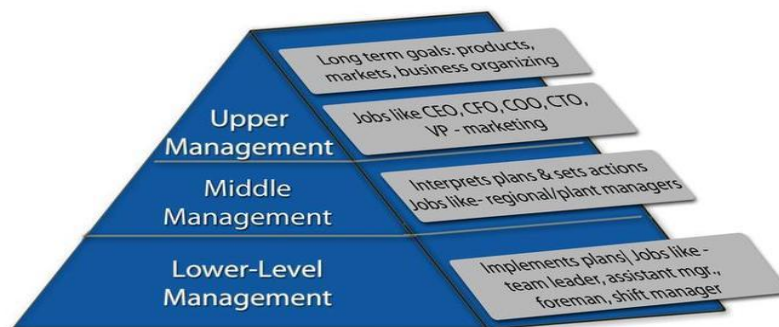 Long term goals: products,
markets, business organizing
Jobs like CEO, CFO, COO, CTO,
VP - marketing
Upper
Management
Interprets plans & sets actions
Jobs like- regional/plant managers
Middle
Management
Implements plans| Jobs like -
team leader, assistant mgr.,
foreman, shift manager
Lower-Level
Management